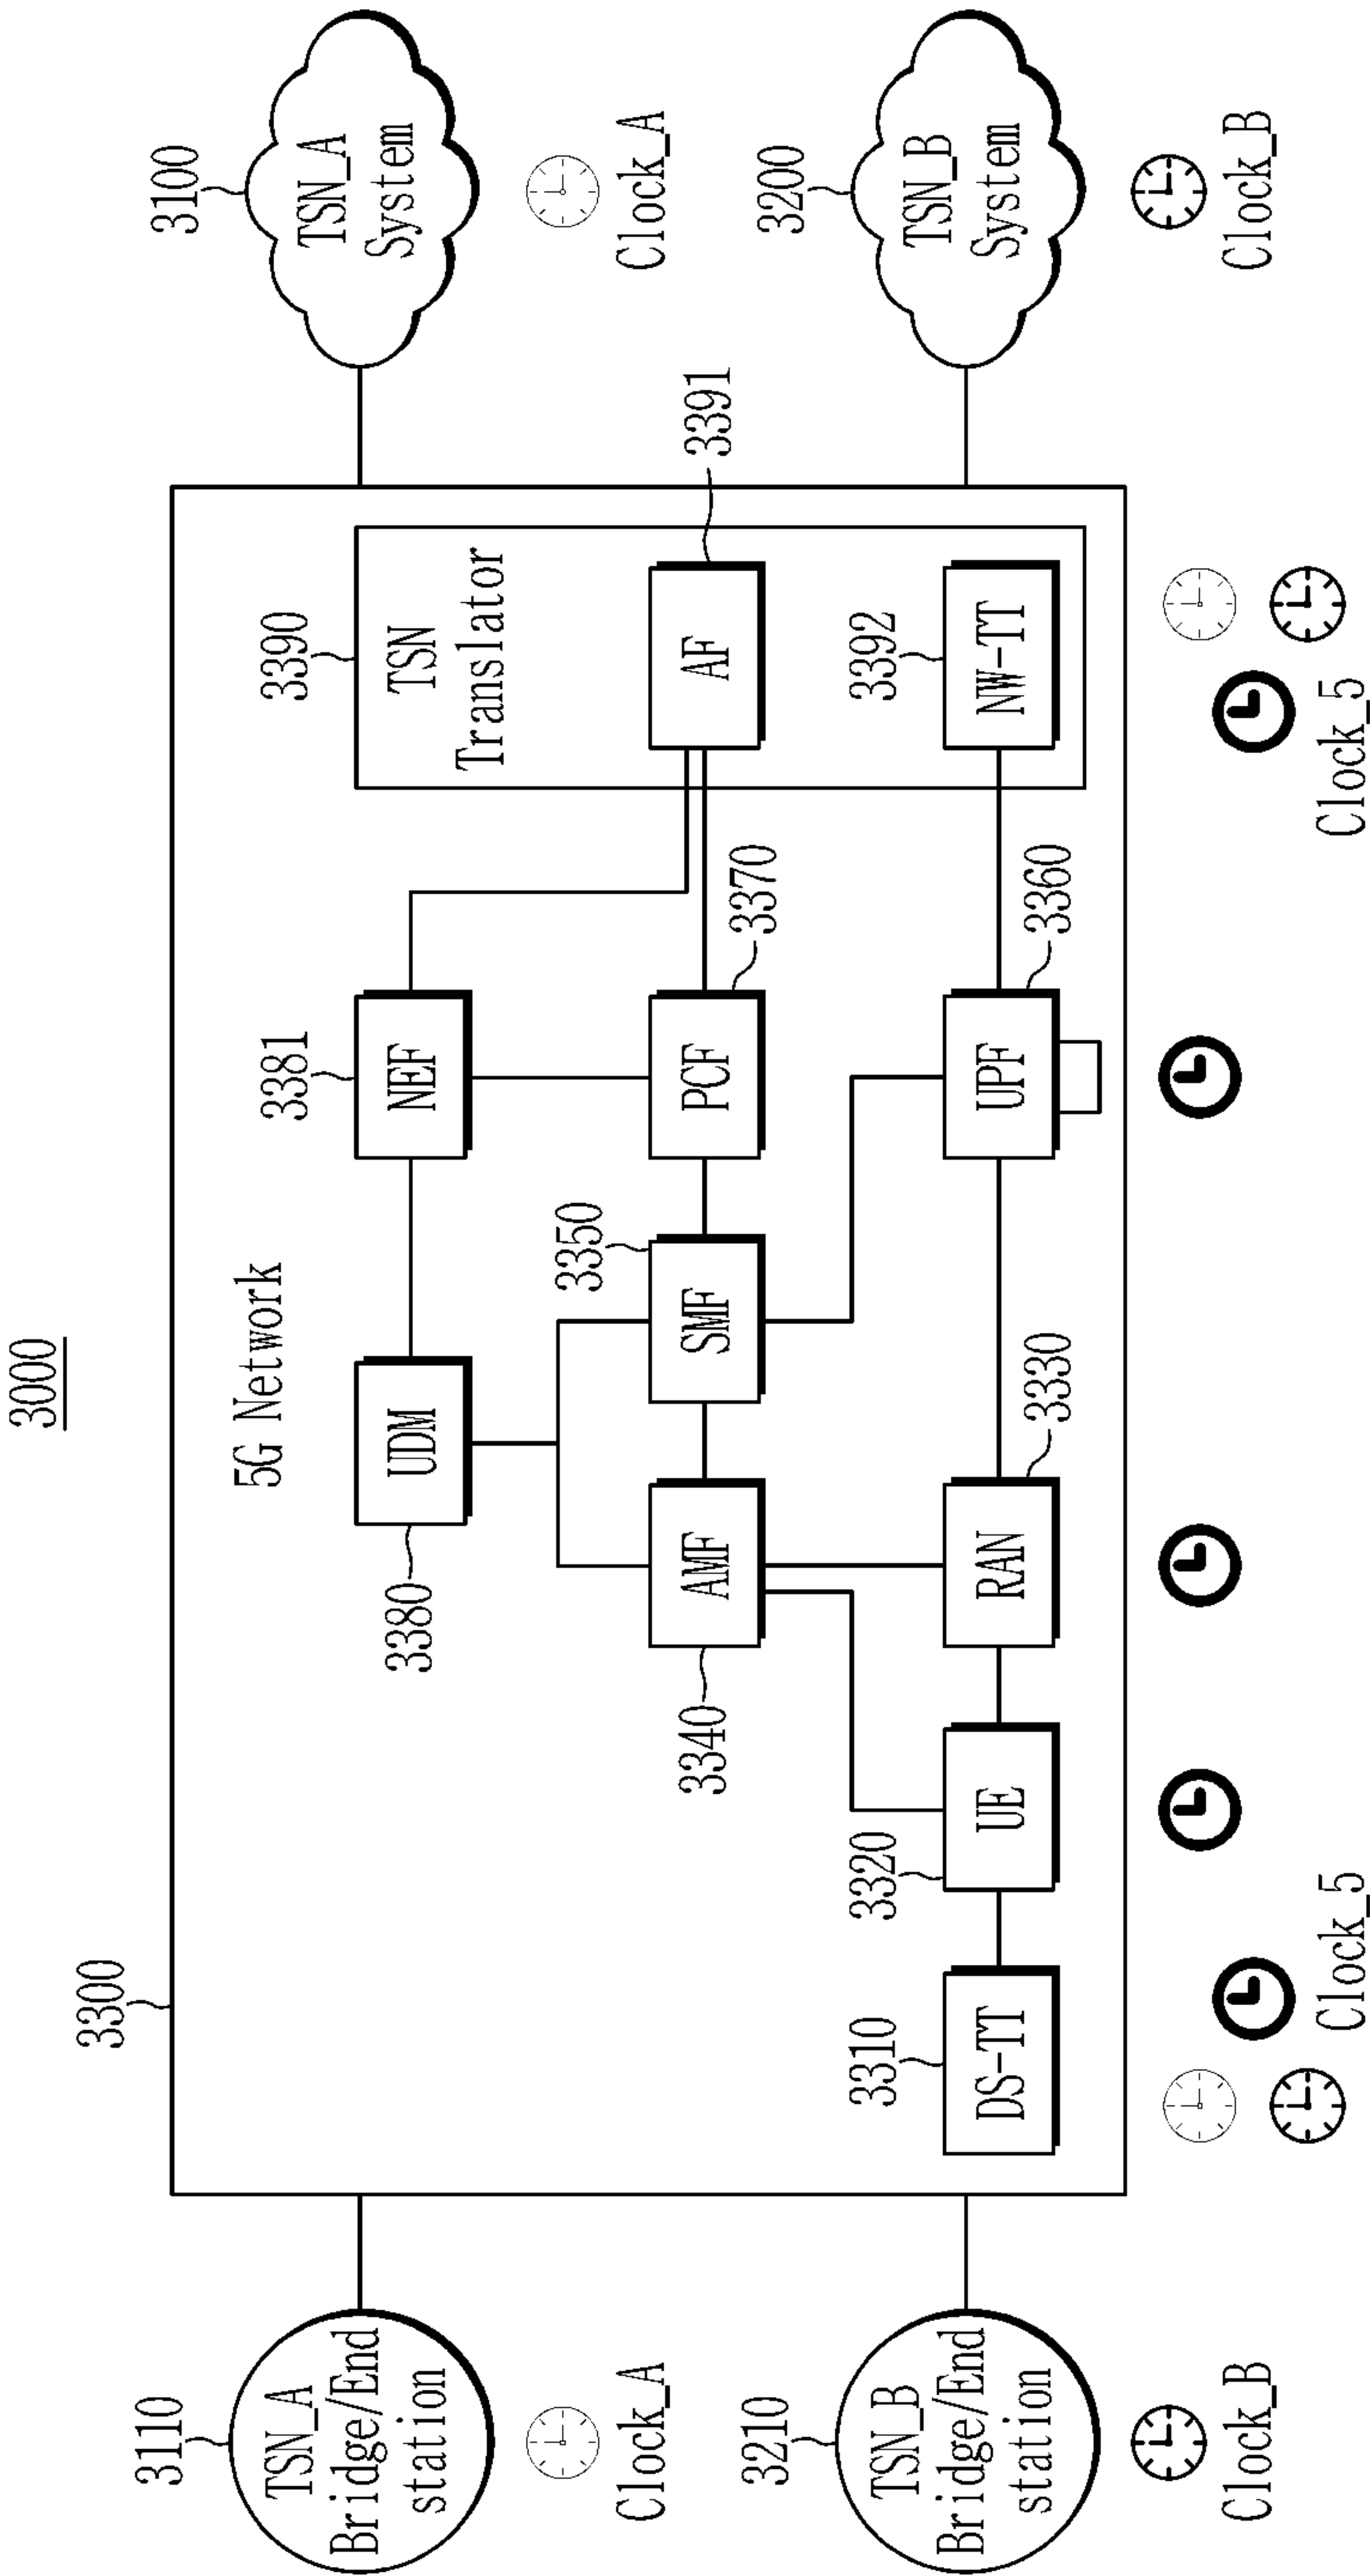 3000
3300
5G Network
3110
TSN_A
Bridge/End
station
Clock_A
3210
TSN_B
Bridge/End
station
Clock_B
3380
UDM
3381
NEF
3390
TSN
Translator
3340
AMF
3350
SMF
PCF
3370
AF
3391
3310
DS-TT
3320
UE
RAN
3330
UPF
3360
3392
NW-TT
Clock_5
Clock_5
3100
TSN_A
System
Clock_A
3200
TSN_B
System
Clock_B